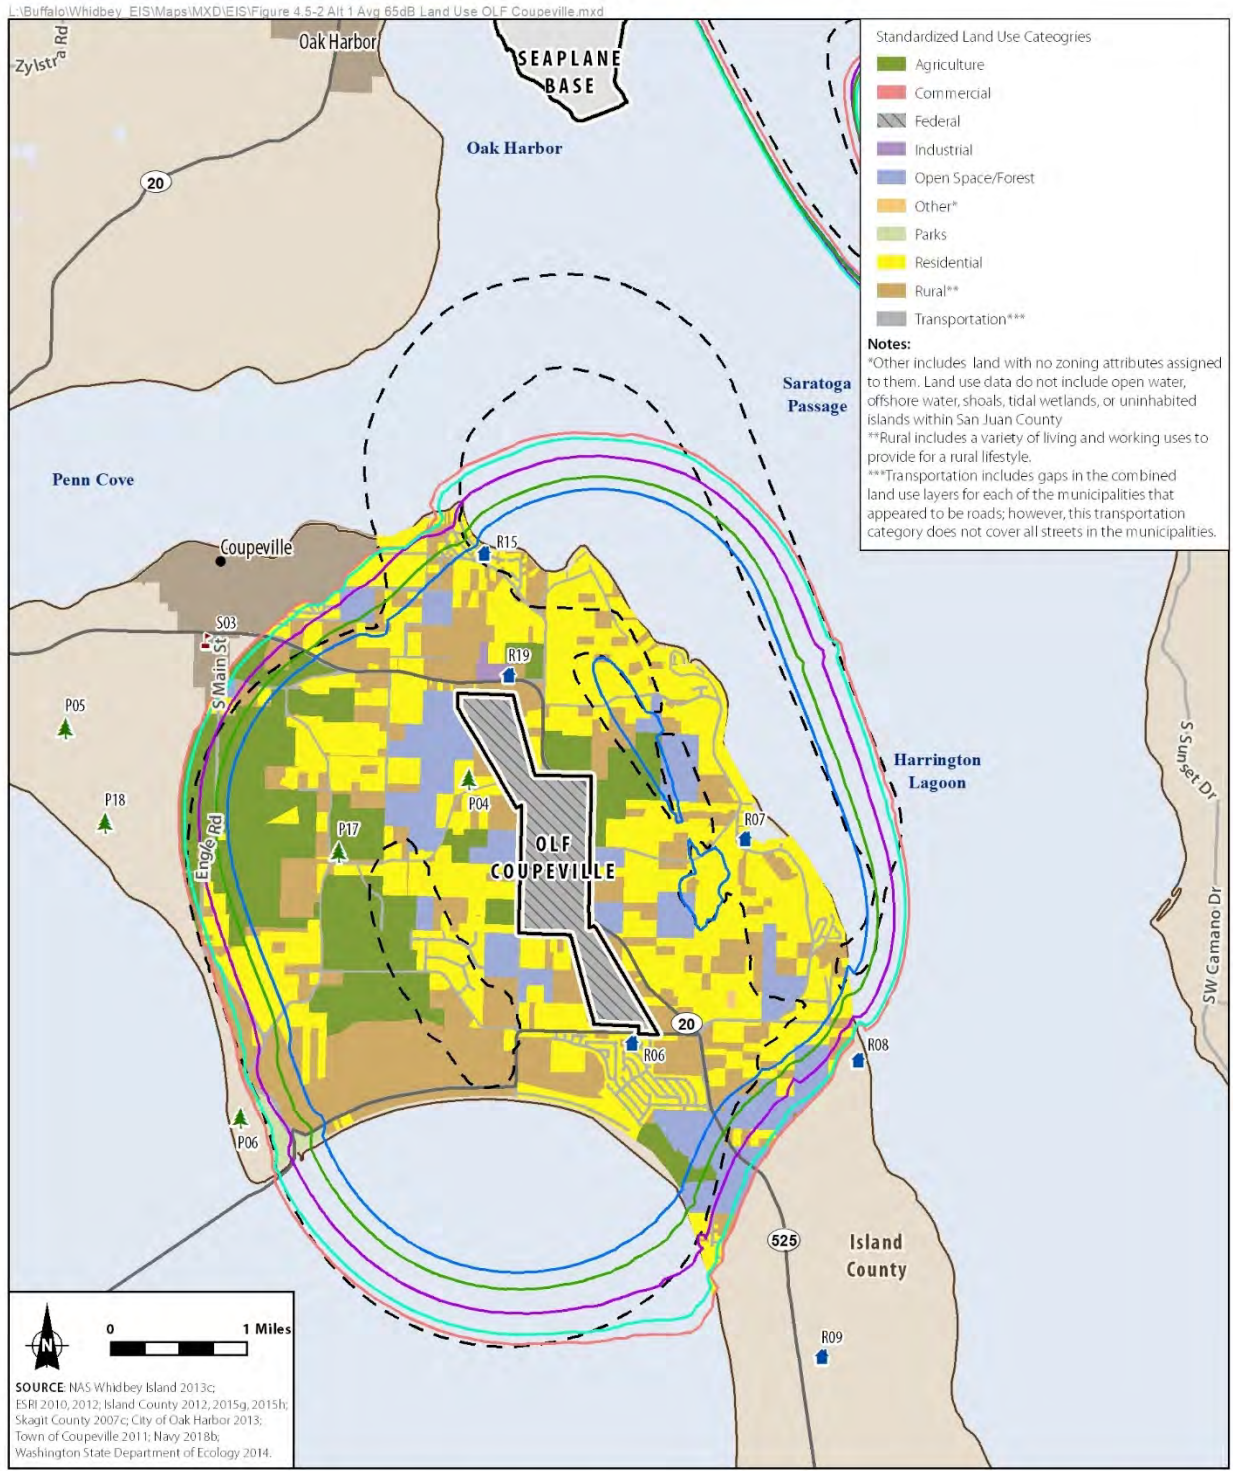 L:\Buffalo\Whidbey_EIS\Maps\MXD\EIS\Figure 4.5-2 Alt 1 Avg 65dB Land Use OLF Coupeville.mxd
Zylstra Rd
Oak Harbor
SEAPLANE
BASE
20
Oak Harbor
Standardized Land Use Cateogries
Agriculture
Commercial
Federal
Industrial
Open Space/Forest
Other*
Parks
Residential
Rural**
Transportation***
Notes:
*Other includes land with no zoning attributes assigned
to them. Land use data do not include open water,
offshore water, shoals, tidal wetlands, or uninhabited
islands within San Juan County
**Rural includes a variety of living and working uses to
provide for a rural lifestyle.
***Transportation includes gaps in the combined
land use layers for each of the municipalities that
appeared to be roads; however, this transportation
category does not cover all streets in the municipalities.
Saratoga
Passage
Penn Cove
Coupeville
R15
S03
S Main St
R19
P05
P18
Engle Rd
P17
P04
OLF
COUPEVILLE
R07
Harrington
Lagoon
S Sunset Dr
SW Camano Dr
20
R06
R08
P06
525
Island
County
R09
N
0
1 Miles
SOURCE: NAS Whidbey Island 2013c;
ESRI 2010, 2012; Island County 2012, 2015g, 2015h;
Skagit County 2007c; City of Oak Harbor 2013;
Town of Coupeville 2011; Navy 2018b;
Washington State Department of Ecology 2014.